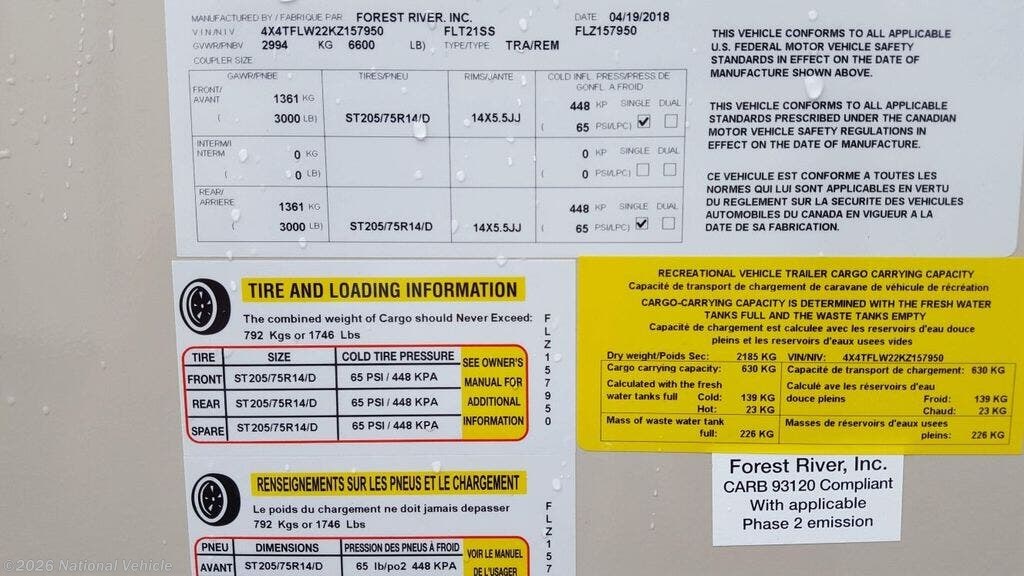 MANUFACTURED BY / FABRIQUE PAR FOREST RIVER, INC. DATE 04/19/2018
V I N / N I V 4X4TFLW22KZ157950 FLT21SS FLZ157950
GVWR/PNBV 2994 KG 6600 LB) TYPE/TYPE TRA/REM
COUPLER SIZE
GAWR/PNBE TIRES/PNEU RIMS/JANTE COLD INFL PRESS/PRESS DE GONFL A FROID
FRONT/ AVANT 1361 KG 448 KP SINGLE DUAL
( 3000 LB) ST205/75R14/D 14X5.5JJ ( 65 PSI/LPC)
INTERM/I NTERM 0 KG 0 KP SINGLE DUAL
( 0 LB) ( 0 PSI/LPC)
REAR/ ARRIERE 1361 KG 448 KP SINGLE DUAL
( 3000 LB) ST205/75R14/D 14X5.5JJ ( 65 PSI/LPC)
THIS VEHICLE CONFORMS TO ALL APPLICABLE
U.S. FEDERAL MOTOR VEHICLE SAFETY
STANDARDS IN EFFECT ON THE DATE OF
MANUFACTURE SHOWN ABOVE.
THIS VEHICLE CONFORMS TO ALL APPLICABLE
STANDARDS PRESCRIBED UNDER THE CANADIAN
MOTOR VEHICLE SAFETY REGULATIONS IN
EFFECT ON THE DATE OF MANUFACTURE.
CE VEHICULE EST CONFORME A TOUTES LES
NORMES QUI LUI SONT APPLICABLES EN VERTU
DU REGLEMENT SUR LA SECURITE DES VEHICULES
AUTOMOBILES DU CANADA EN VIGUEUR A LA
DATE DE SA FABRICATION.
TIRE AND LOADING INFORMATION
The combined weight of Cargo should Never Exceed:
792 Kgs or 1746 Lbs
TIRE SIZE COLD TIRE PRESSURE
FRONT ST205/75R14/D 65 PSI / 448 KPA
REAR ST205/75R14/D 65 PSI / 448 KPA
SPARE ST205/75R14/D 65 PSI / 448 KPA
SEE OWNER'S
MANUAL FOR
ADDITIONAL
INFORMATION
FLZ157950
RECREATIONAL VEHICLE TRAILER CARGO CARRYING CAPACITY
Capacité de transport de chargement de caravane de véhicule de récréation
CARGO-CARRYING CAPACITY IS DETERMINED WITH THE FRESH WATER
TANKS FULL AND THE WASTE TANKS EMPTY
Capacité de chargement est calculee avec les reservoirs d'eau douce
pleins et les reservoirs d'eaux usees vides
Dry weight/Poids Sec: 2185 KG VIN/NIV: 4X4TFLW22KZ157950
Cargo carrying capacity: 630 KG Capacité de transport de chargement: 630 KG
Calculated with the fresh Calculé ave les réservoirs d'eau
water tanks full Cold: 139 KG douce pleins Froid: 139 KG
Hot: 23 KG Chaud: 23 KG
Mass of waste water tank Masses de réservoirs d'eaux usees
full: 226 KG pleins: 226 KG
Forest River, Inc.
CARB 93120 Compliant
With applicable
Phase 2 emission
RENSEIGNEMENTS SUR LES PNEUS ET LE CHARGEMENT
Le poids du chargement ne doit jamais depasser
792 Kgs or 1746 Lbs
PNEU DIMENSIONS PRESSION DES PNEUS À FROID
AVANT ST205/75R14/D 65 lb/po2 448 KPA
VOIR LE MANUEL
DE L'USAGER
FLZ157
©2026 National Vehicle